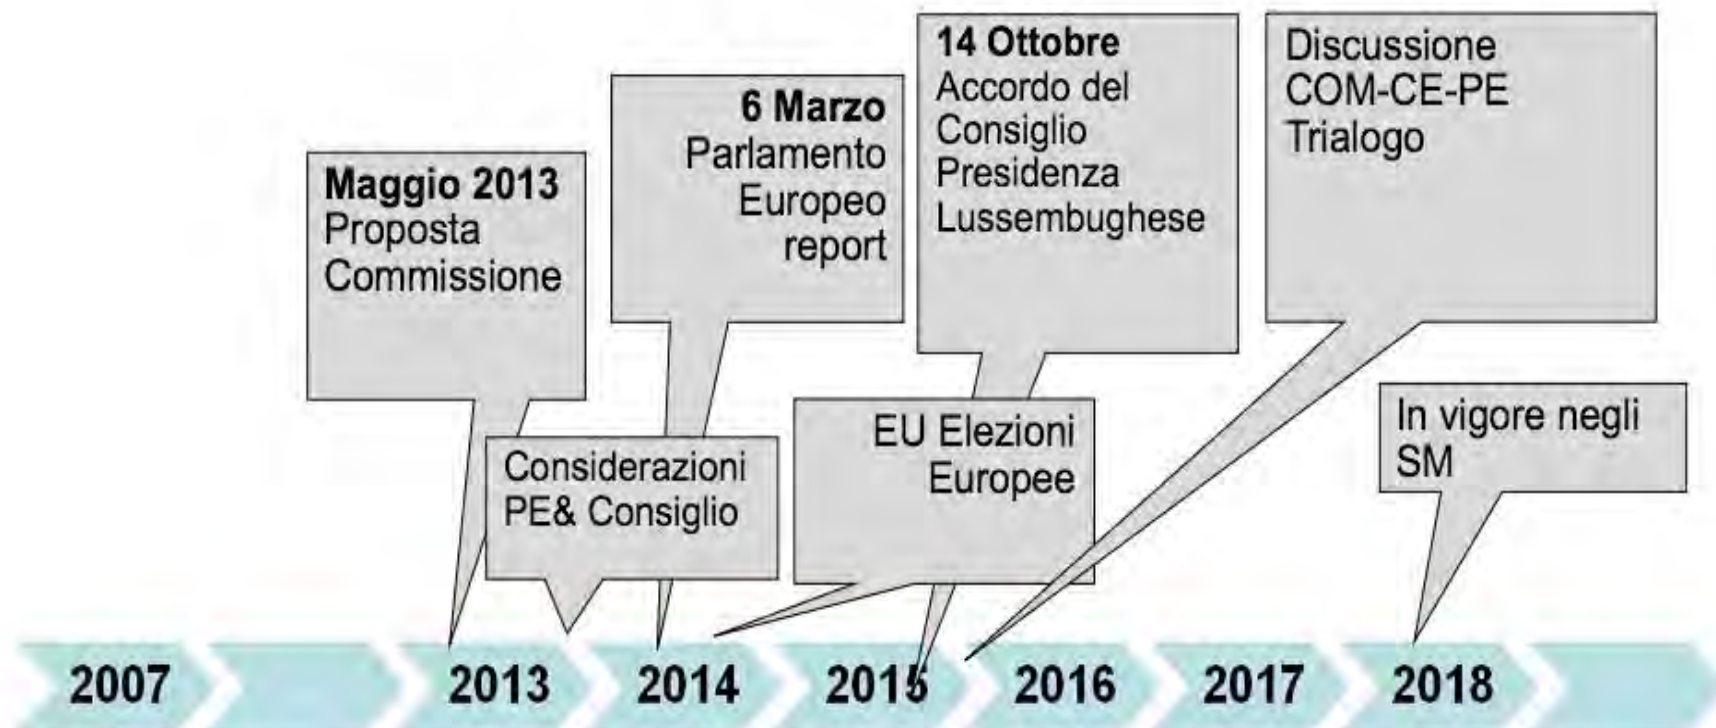 Maggio 2013
Proposta
Commissione
Considerazioni
PE& Consiglio
6 Marzo
Parlamento
Europeo
report
EU Elezioni
Europee
14 Ottobre
Accordo del
Consiglio
Presidenza
Lussembughese
Discussione
COM-CE-PE
Trialogo
In vigore negli
SM
2007
2013
2014
2015
2016
2017
2018